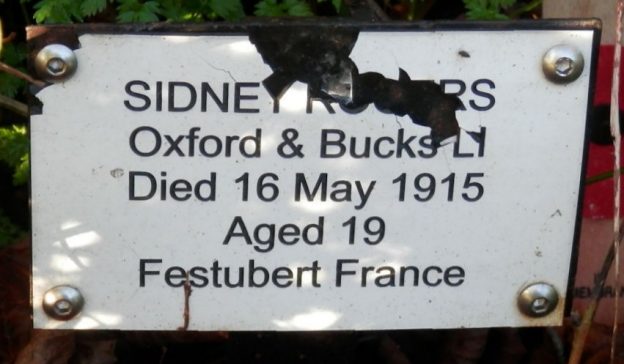 SIDNEY
Oxford & Bucks LI
Died 16 May 1915
Aged 19
Festubert France